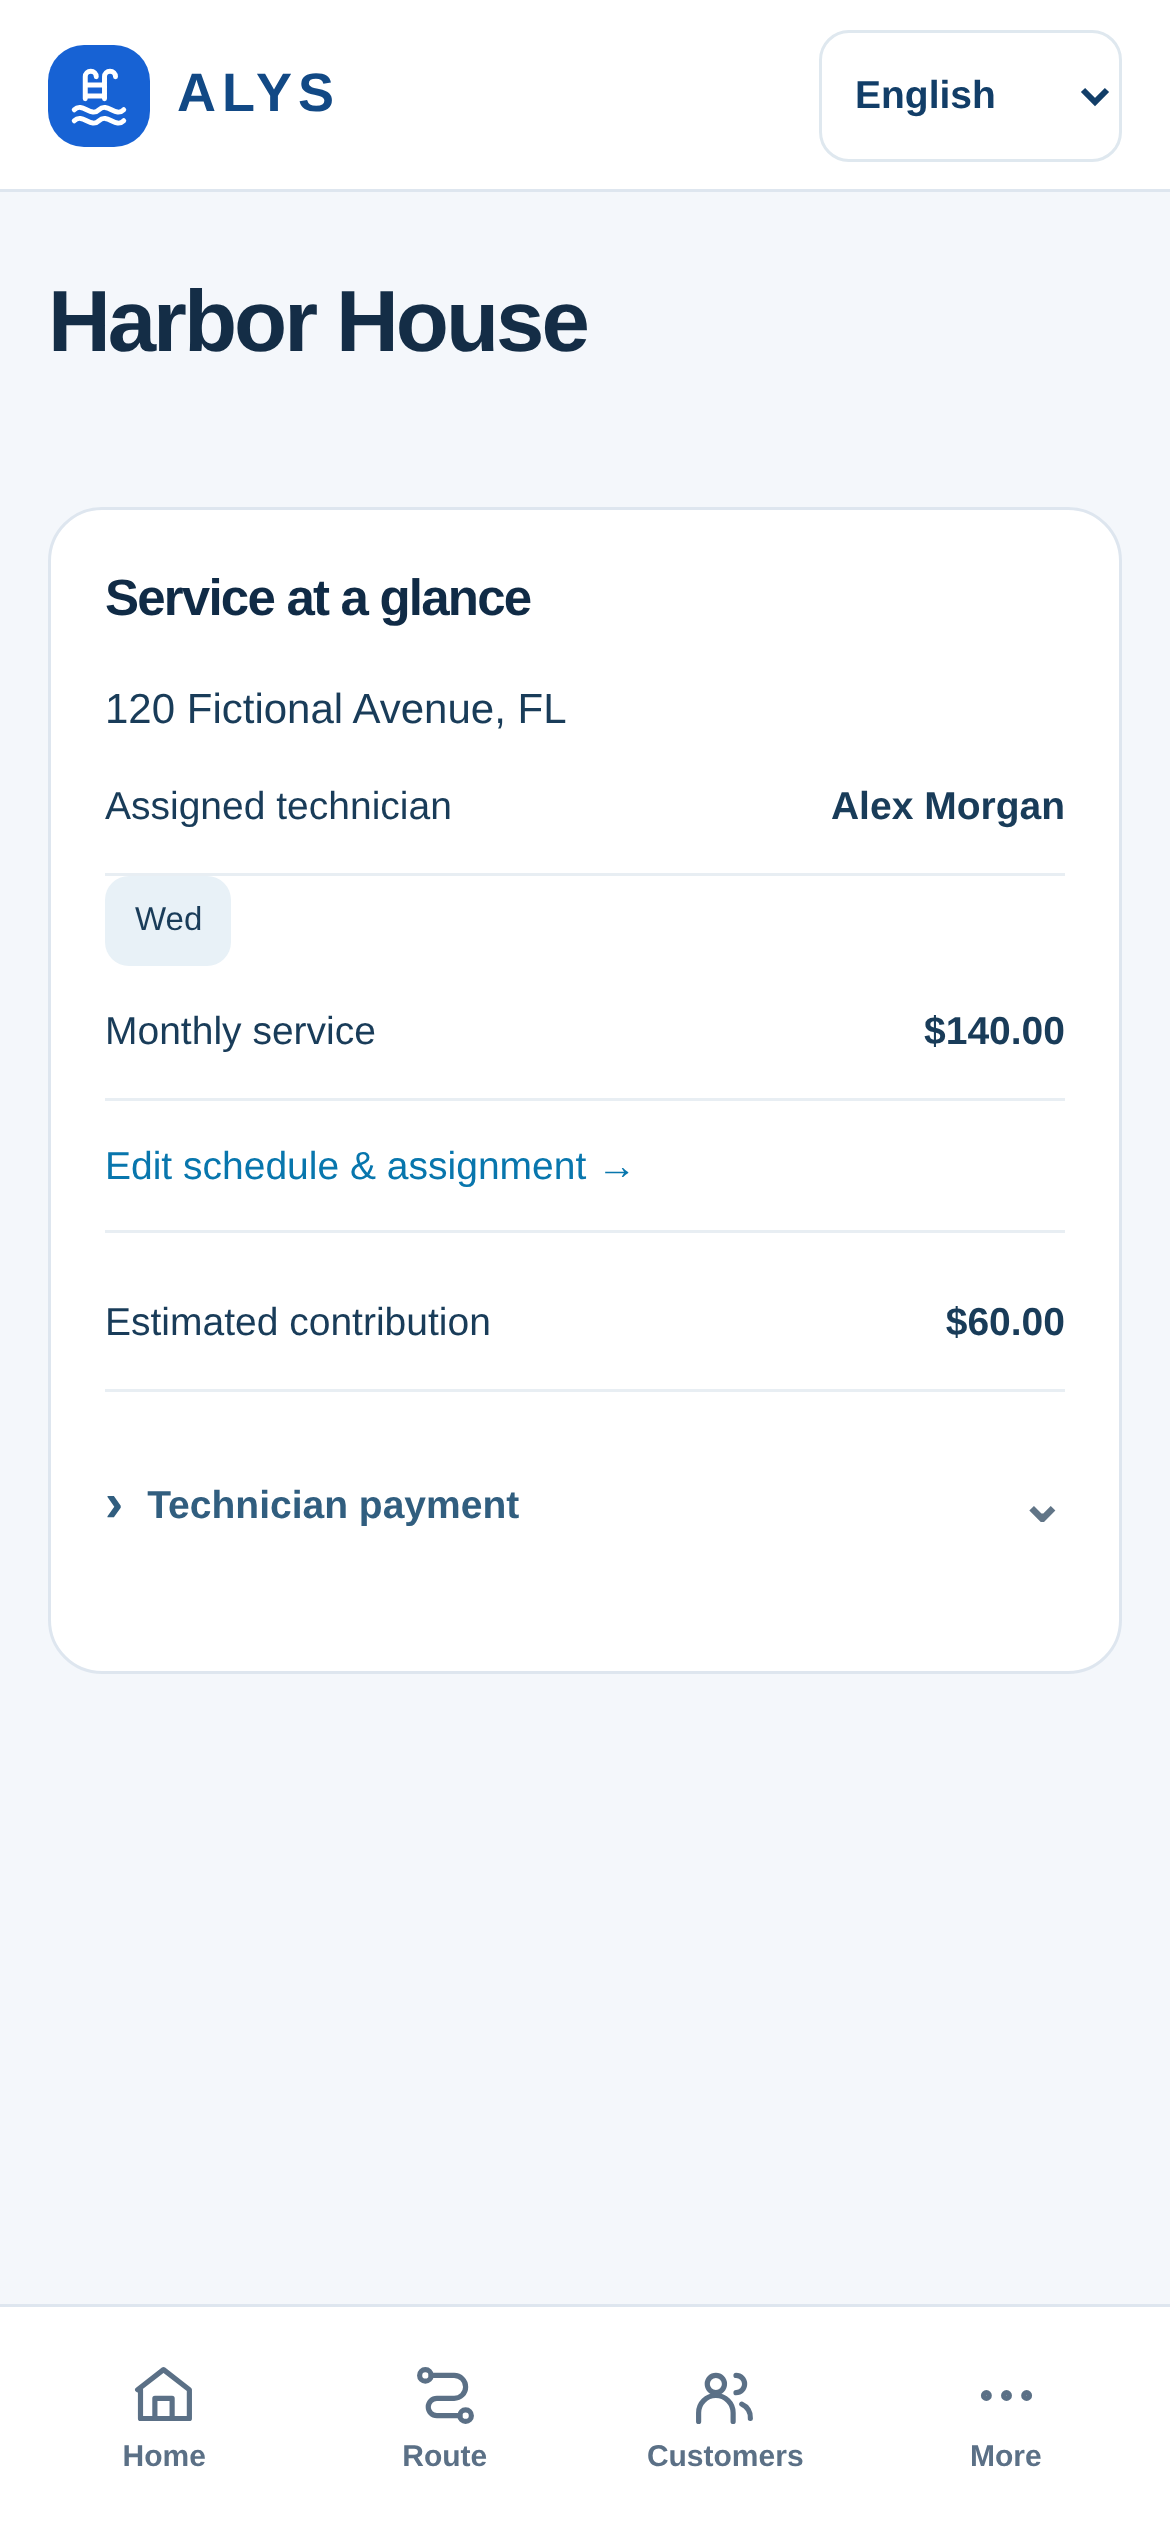 ALYS
English
Harbor House
Service at a glance
120 Fictional Avenue, FL
Assigned technician Alex Morgan
Wed
Monthly service $140.00
Edit schedule & assignment →
Estimated contribution $60.00
› Technician payment
Home Route Customers More